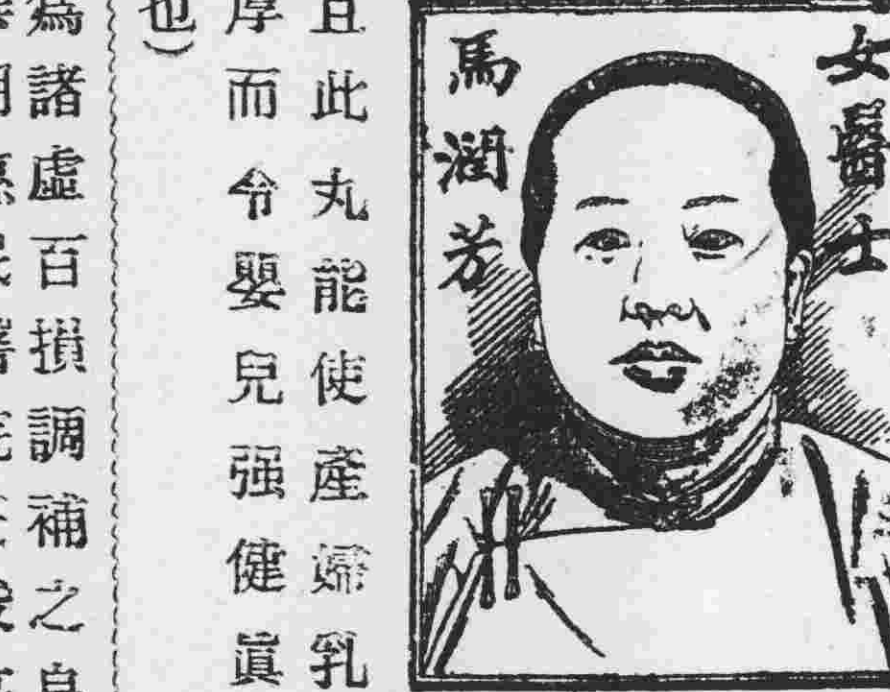 女醫士
馬潤芳
且此丸能使產婦乳
厚而令嬰兒强健眞
也）
為諸虛百損調補之良